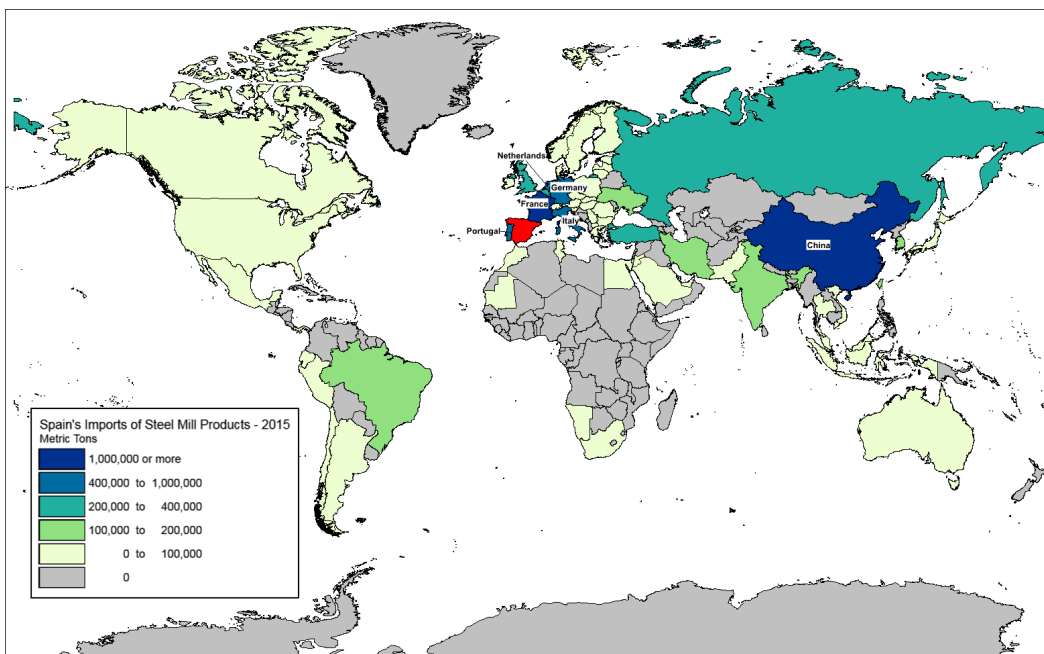 Netherlands
Germany
France
Italy
Portugal
China
Spain's Imports of Steel Mill Products - 2015
Metric Tons
1,000,000 or more
400,000 to 1,000,000
200,000 to 400,000
100,000 to 200,000
0 to 100,000
0